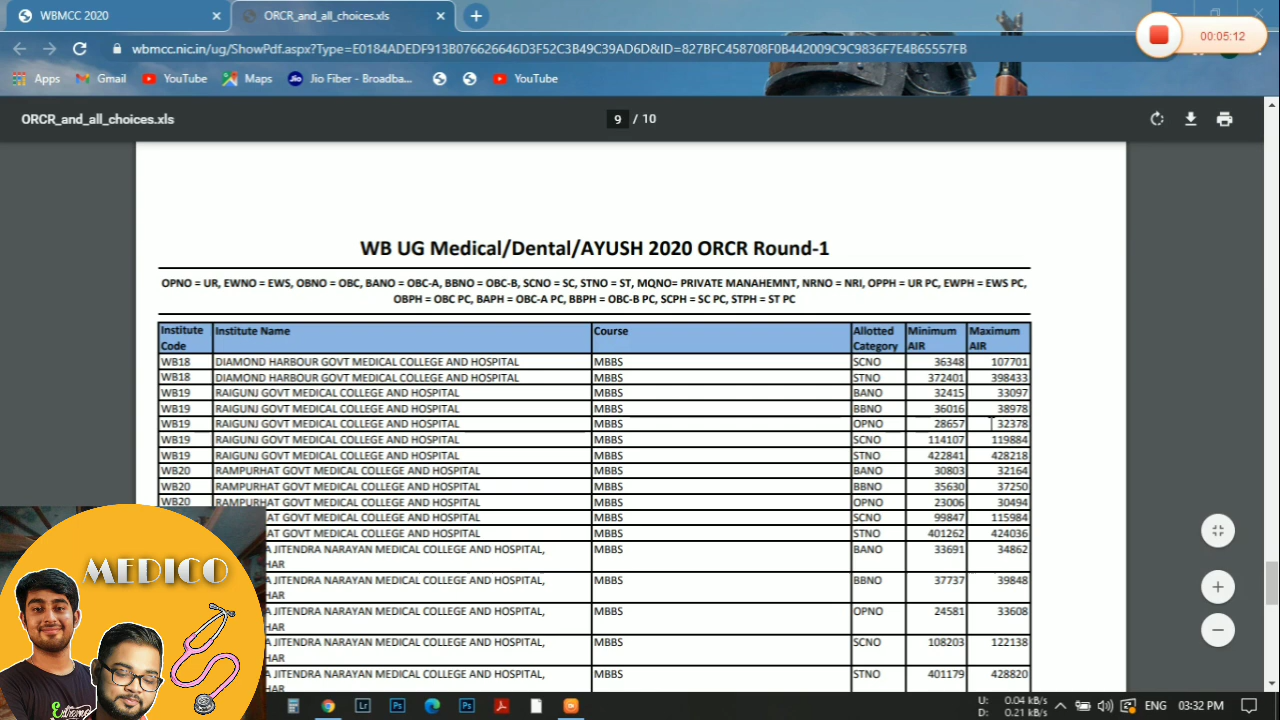 WBMCC 2020
ORCR_and_all_choices.xls
00:05:12
wbmcc.nic.in/ug/ShowPdf.aspx?Type=E0184ADEDF913B076626646D3F52C3B49C39AD6D&ID=827BFC458708F0B442009C9C9836F7E4B65557FB
Apps Gmail YouTube Maps Jio Fiber - Broadba... YouTube
ORCR_and_all_choices.xls 9 / 10
WB UG Medical/Dental/AYUSH 2020 ORCR Round-1
OPNO = UR, EWNO = EWS, OBNO = OBC, BANO = OBC-A, BBNO = OBC-B, SCNO = SC, STNO = ST, MQNO= PRIVATE MANAHEMNT, NRNO = NRI, OPPH = UR PC, EWPH = EWS PC,
OBPH = OBC PC, BAPH = OBC-A PC, BBPH = OBC-B PC, SCPH = SC PC, STPH = ST PC
Institute Code Institute Name Course Allotted Category Minimum AIR Maximum AIR
WB18 DIAMOND HARBOUR GOVT MEDICAL COLLEGE AND HOSPITAL MBBS SCNO 36348 107701
WB18 DIAMOND HARBOUR GOVT MEDICAL COLLEGE AND HOSPITAL MBBS STNO 372401 398433
WB19 RAIGUNJ GOVT MEDICAL COLLEGE AND HOSPITAL MBBS BANO 32415 33097
WB19 RAIGUNJ GOVT MEDICAL COLLEGE AND HOSPITAL MBBS BBNO 36016 38978
WB19 RAIGUNJ GOVT MEDICAL COLLEGE AND HOSPITAL MBBS OPNO 28657 32378
WB19 RAIGUNJ GOVT MEDICAL COLLEGE AND HOSPITAL MBBS SCNO 114107 119884
WB19 RAIGUNJ GOVT MEDICAL COLLEGE AND HOSPITAL MBBS STNO 422841 428218
WB20 RAMPURHAT GOVT MEDICAL COLLEGE AND HOSPITAL MBBS BANO 30803 32164
WB20 RAMPURHAT GOVT MEDICAL COLLEGE AND HOSPITAL MBBS BBNO 35630 37250
WB20 RAMPURHAT GOVT MEDICAL COLLEGE AND HOSPITAL MBBS OPNO 23006 30494
AT GOVT MEDICAL COLLEGE AND HOSPITAL MBBS SCNO 99847 115984
AT GOVT MEDICAL COLLEGE AND HOSPITAL MBBS STNO 401262 424036
A JITENDRA NARAYAN MEDICAL COLLEGE AND HOSPITAL, MBBS BANO 33691 34862
HAR
A JITENDRA NARAYAN MEDICAL COLLEGE AND HOSPITAL, MBBS BBNO 37737 39848
HAR
A JITENDRA NARAYAN MEDICAL COLLEGE AND HOSPITAL, MBBS OPNO 24581 33608
HAR
A JITENDRA NARAYAN MEDICAL COLLEGE AND HOSPITAL, MBBS SCNO 108203 122138
HAR
A JITENDRA NARAYAN MEDICAL COLLEGE AND HOSPITAL, MBBS STNO 401179 428820
HAR
MEDICO
U: 0.04 kB/s
D: 0.21 kB/s
ENG 03:32 PM